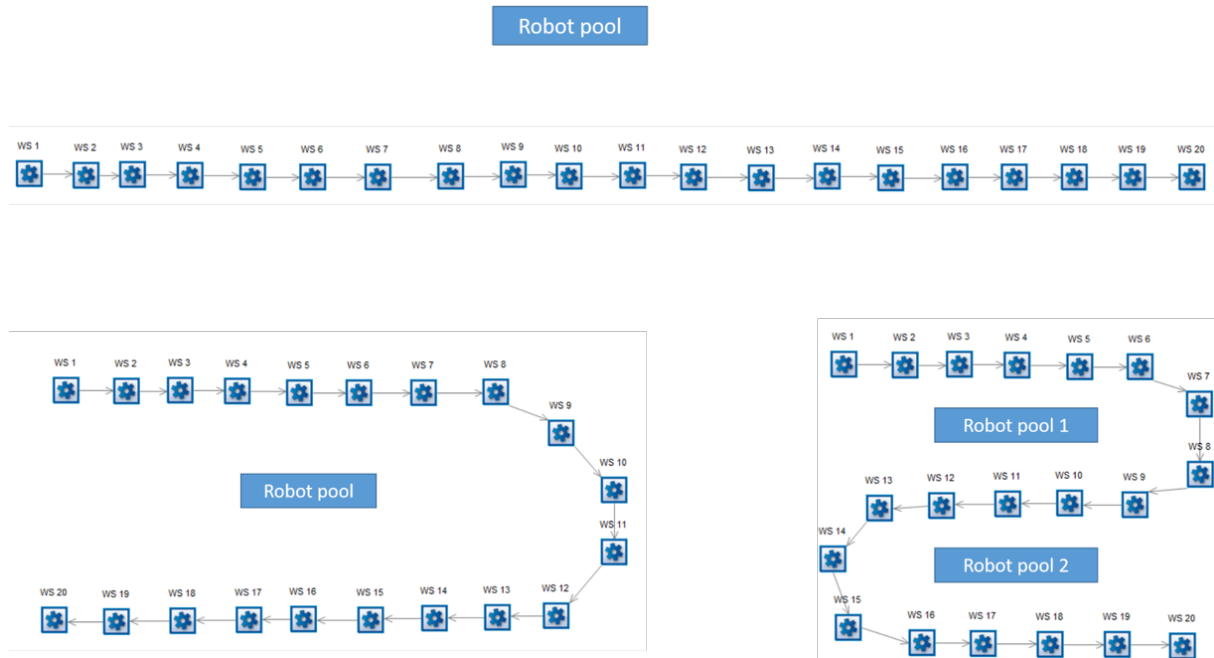 Robot pool
WS 1 WS 2 WS 3 WS 4 WS 5 WS 6 WS 7 WS 8 WS 9 WS 10 WS 11 WS 12 WS 13 WS 14 WS 15 WS 16 WS 17 WS 18 WS 19 WS 20
WS 1 WS 2 WS 3 WS 4 WS 5 WS 6 WS 7 WS 8
WS 9
WS 10
Robot pool
WS 11
WS 20 WS 19 WS 18 WS 17 WS 16 WS 15 WS 14 WS 13 WS 12
WS 1 WS 2 WS 3 WS 4 WS 5 WS 6
WS 7
Robot pool 1
WS 8
WS 13 WS 12 WS 11 WS 10 WS 9
WS 14
Robot pool 2
WS 15
WS 16 WS 17 WS 18 WS 19 WS 20